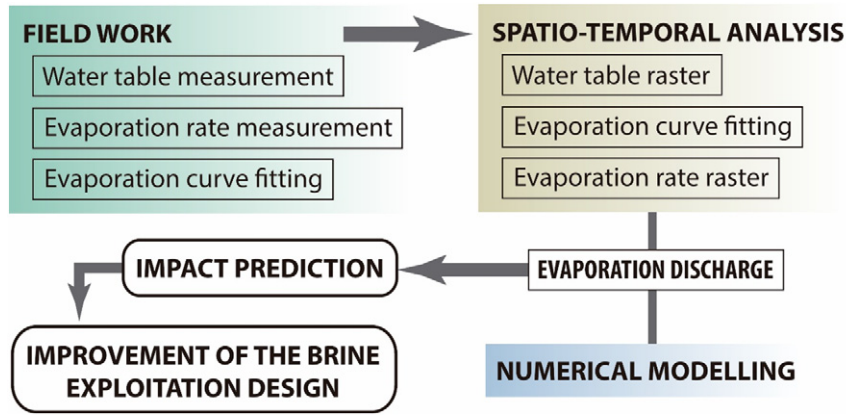 FIELD WORK
Water table measurement
Evaporation rate measurement
Evaporation curve fitting
SPATIO-TEMPORAL ANALYSIS
Water table raster
Evaporation curve fitting
Evaporation rate raster
EVAPORATION DISCHARGE
NUMERICAL MODELLING
IMPACT PREDICTION
IMPROVEMENT OF THE BRINE
EXPLOITATION DESIGN